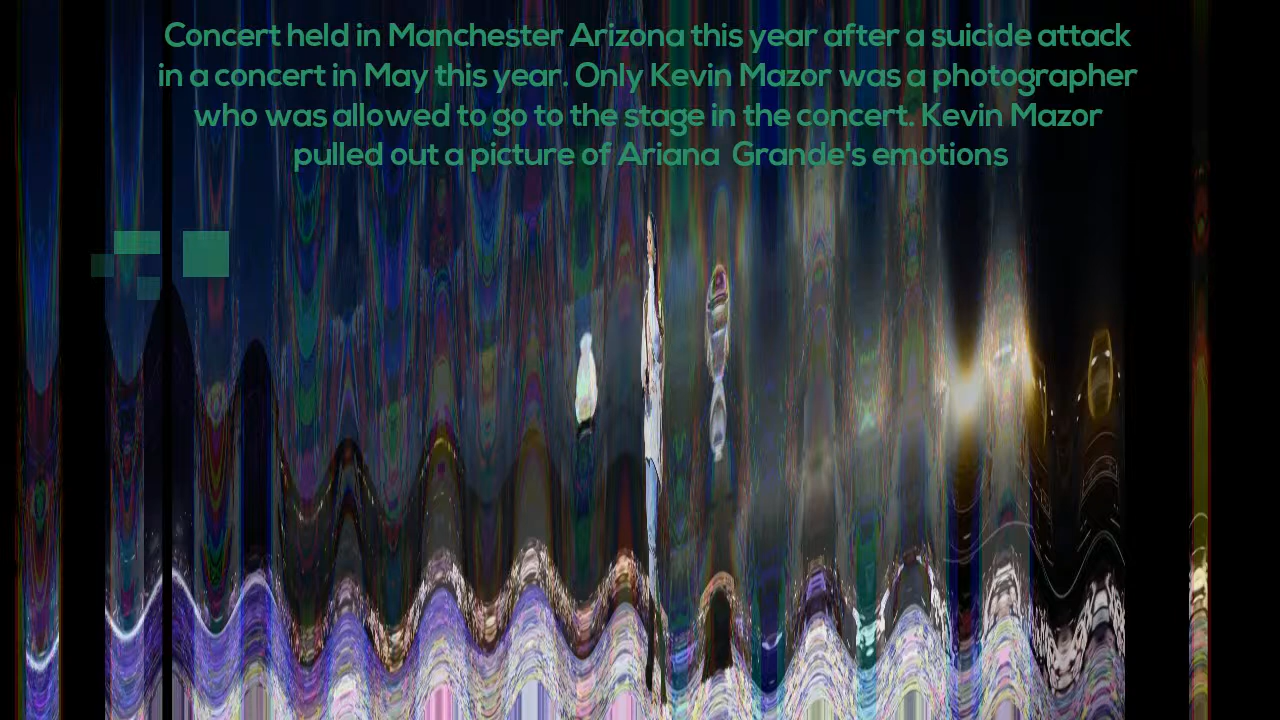 Concert held in Manchester Arizona this year after a suicide attack
in a concert in May this year. Only Kevin Mazor was a photographer
who was allowed to go to the stage in the concert. Kevin Mazor
pulled out a picture of Ariana Grande's emotions